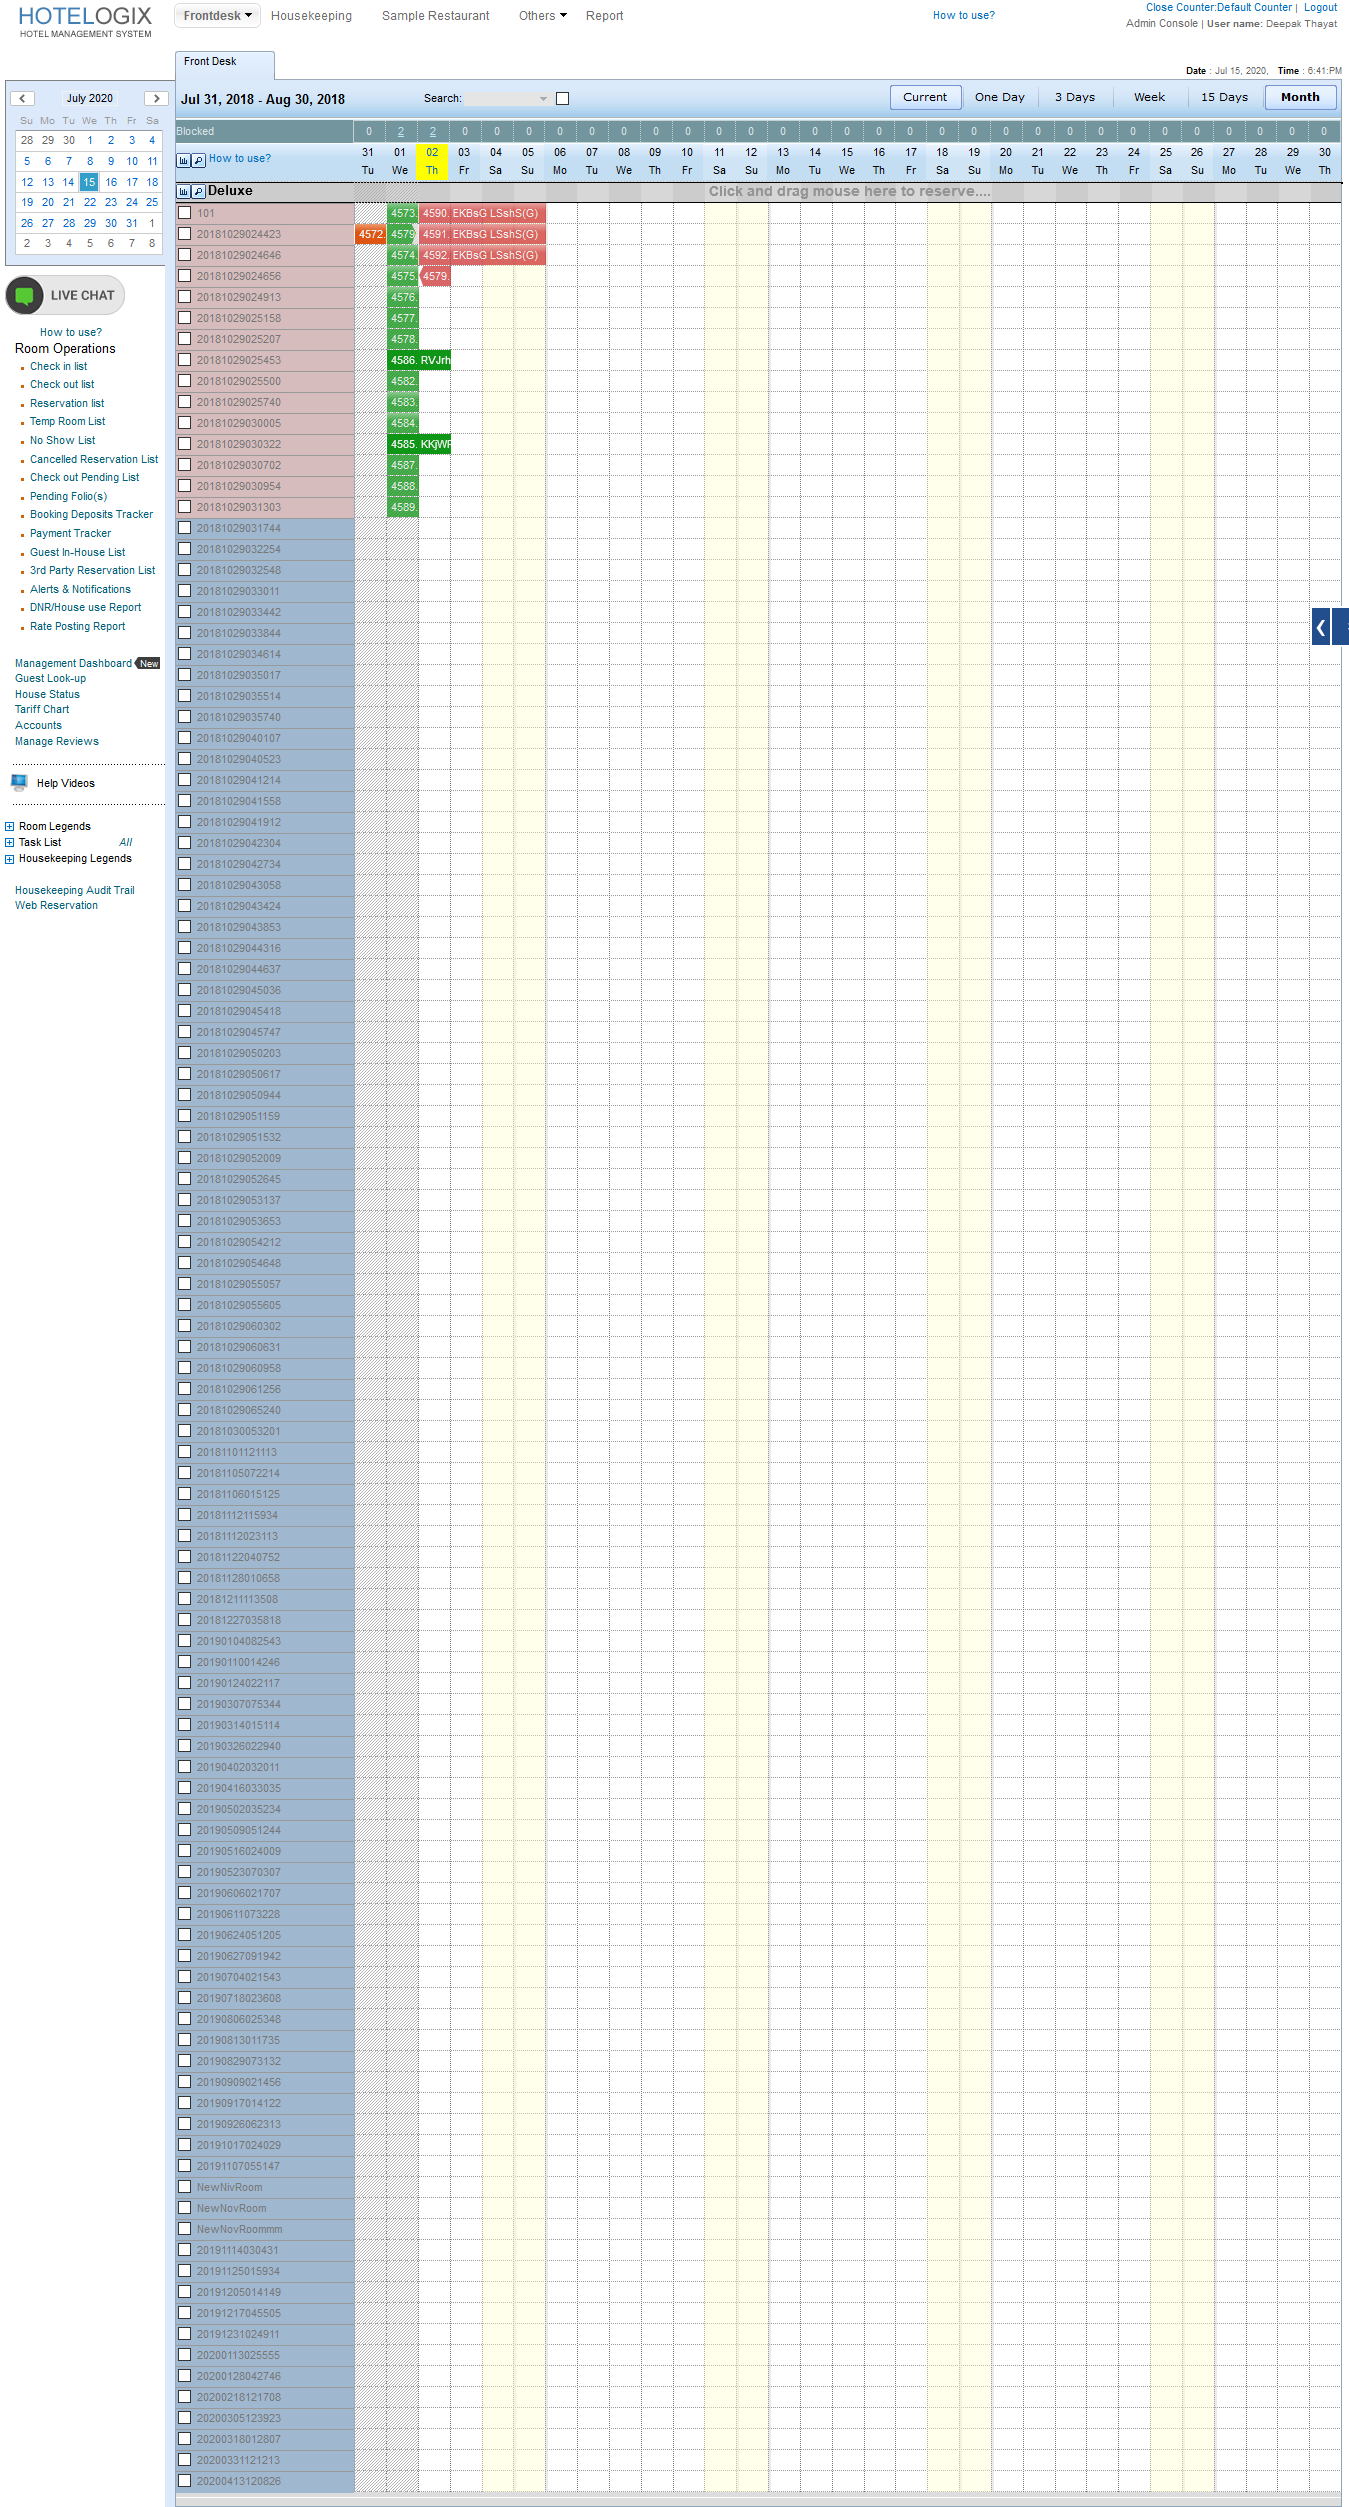 HOTELOGIX
HOTEL MANAGEMENT SYSTEM
Frontdesk Housekeeping Sample Restaurant Others Report
How to use?
Close Counter:Default Counter | Logout
Admin Console | User name: Deepak Thayat
Front Desk
Date : Jul 15, 2020, Time : 6:41:PM
July 2020
Su Mo Tu We Th Fr Sa
28 29 30 1 2 3 4
5 6 7 8 9 10 11
12 13 14 15 16 17 18
19 20 21 22 23 24 25
26 27 28 29 30 31 1
2 3 4 5 6 7 8
LIVE CHAT
How to use?
Room Operations
Check in list
Check out list
Reservation list
Temp Room List
No Show List
Cancelled Reservation List
Check out Pending List
Pending Folio(s)
Booking Deposits Tracker
Payment Tracker
Guest In-House List
3rd Party Reservation List
Alerts & Notifications
DNR/House use Report
Rate Posting Report
Management Dashboard New
Guest Look-up
House Status
Tariff Chart
Accounts
Manage Reviews
Help Videos
Room Legends
Task List All
Housekeeping Legends
Housekeeping Audit Trail
Web Reservation
Jul 31, 2018 - Aug 30, 2018 Search: Current One Day 3 Days Week 15 Days Month
Blocked 0 2 2 0 0 0 0 0 0 0 0 0 0 0 0 0 0 0 0 0 0 0 0 0 0 0 0 0 0 0 0
31 01 02 03 04 05 06 07 08 09 10 11 12 13 14 15 16 17 18 19 20 21 22 23 24 25 26 27 28 29 30
How to use?
Tu We Th Fr Sa Su Mo Tu We Th Fr Sa Su Mo Tu We Th Fr Sa Su Mo Tu We Th Fr Sa Su Mo Tu We Th
Deluxe Click and drag mouse here to reserve....
101 4573. 4590. EKBsG LSshS(G)
20181029024423 4572. 4579 4591. EKBsG LSshS(G)
20181029024646 4574. 4592. EKBsG LSshS(G)
20181029024656 4575. 4579.
20181029024913 4576.
20181029025158 4577.
20181029025207 4578.
20181029025453 4586. RVJrh
20181029025500 4582.
20181029025740 4583.
20181029030005 4584.
20181029030322 4585. KKjWF
20181029030702 4587.
20181029030954 4588.
20181029031303 4589.
20181029031744
20181029032254
20181029032548
20181029033011
20181029033442
20181029033844
20181029034614
20181029035017
20181029035514
20181029035740
20181029040107
20181029040523
20181029041214
20181029041558
20181029041912
20181029042304
20181029042734
20181029043058
20181029043424
20181029043853
20181029044316
20181029044637
20181029045036
20181029045418
20181029045747
20181029050203
20181029050617
20181029050944
20181029051159
20181029051532
20181029052009
20181029052645
20181029053137
20181029053653
20181029054212
20181029054648
20181029055057
20181029055605
20181029060302
20181029060631
20181029060958
20181029061256
20181029065240
20181030053201
20181101121113
20181105072214
20181106015125
20181112115934
20181112023113
20181122040752
20181128010658
20181211113508
20181227035818
20190104082543
20190110014246
20190124022117
20190307075344
20190314015114
20190326022940
20190402032011
20190416033035
20190502035234
20190509051244
20190516024009
20190523070307
20190606021707
20190611073228
20190624051205
20190627091942
20190704021543
20190718023608
20190806025348
20190813011735
20190829073132
20190909021456
20190917014122
20190926062313
20191017024029
20191107055147
NewNivRoom
NewNovRoom
NewNovRoommm
20191114030431
20191125015934
20191205014149
20191217045505
20191231024911
20200113025555
20200128042746
20200218121708
20200305123923
20200318012807
20200331121213
20200413120826